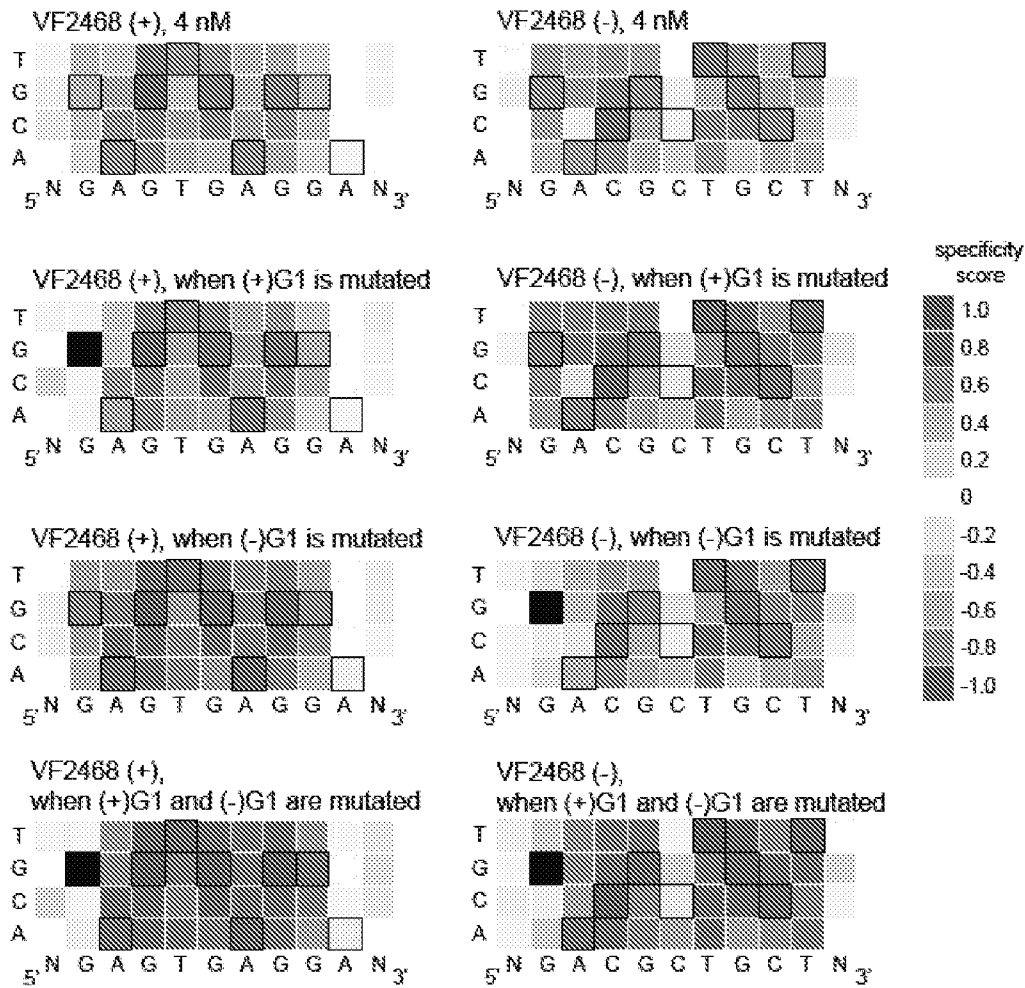 VF2468 (+), 4 nM
T
G
C
A
5' N G A G T G A G G A N 3'
VF2468 (-), 4 nM
T
G
C
A
5' N G A C G C T G C T N 3'
VF2468 (+), when (+)G1 is mutated
T
G
C
A
5' N G A G T G A G G A N 3'
VF2468 (-), when (+)G1 is mutated
T
G
C
A
5' N G A C G C T G C T N 3'
VF2468 (+), when (-)G1 is mutated
T
G
C
A
5' N G A G T G A G G A N 3'
VF2468 (-), when (-)G1 is mutated
T
G
C
A
5' N G A C G C T G C T N 3'
VF2468 (+),
when (+)G1 and (-)G1 are mutated
T
G
C
A
5' N G A G T G A G G A N 3'
VF2468 (-),
when (+)G1 and (-)G1 are mutated
T
G
C
A
5' N G A C G C T G C T N 3'
specificity
score
1.0
0.8
0.6
0.4
0.2
0
-0.2
-0.4
-0.6
-0.8
-1.0